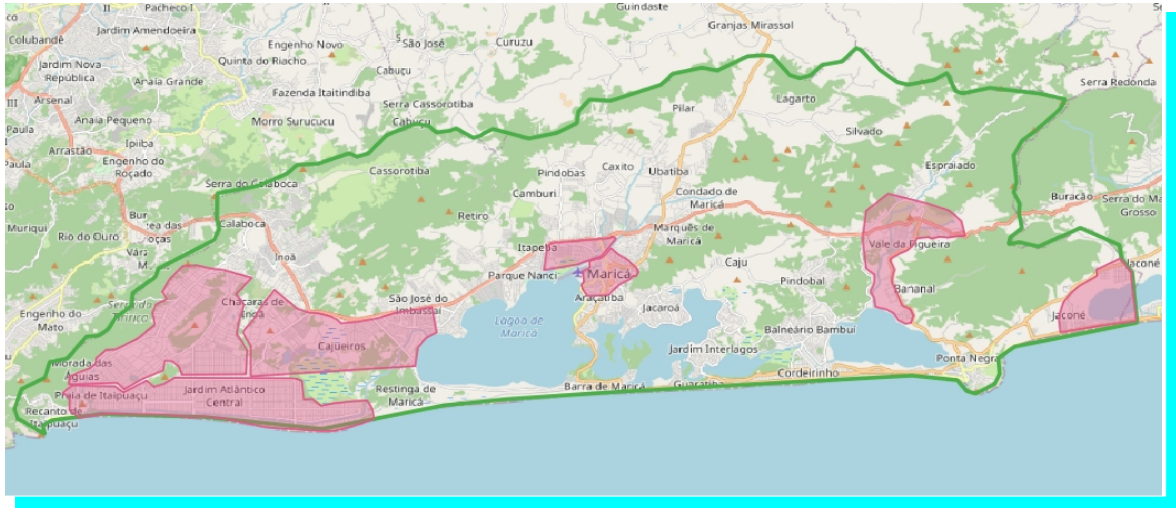 Pacheco I
II
Guindaste
Jardim Amendoeira
Granjas Mirassol
Colubandê
Engenho Novo
São José
Curuzu
Quinta do Riacho
Jardim Nova
República
Anaia Grande
Cabuçu
Serra Redonda
Fazenda Itaitindiba
III
Arsenal
Serra Cassorotiba
Lagarto
Pilar
Anaia Pequeno
Morro Surucucu
Cabuçu
Paula
Silvado
Ipiíba
Arrastão
Engenho do
Roçado
Paula
Caxito
Ubatiba
Espraiado
Pindobas
Cassorotiba
Serra do Calaboca
Camburi
Condado de
Maricá
Buracão
Serra do Ma
Grosso
Retiro
Calaboca
Muriqui
Rio do Ouro
Marquês de
Maricá
Itapeba
Vale da Figueira
Inoã
Caju
Jaconé
Parque Nanci
Maricá
Pindobal
Bananal
Chácaras de
Inoã
São José do
Imbassaí
Araçatiba
Jacaroá
Engenho do
Mato
Lagoa de
Maricá
Jaconé
Balneário Bambuí
Cajueiros
Jardim Interlagos
Ponta Negra
Morada das
Águias
Cordeirinho
Barra de Maricá
Guaratiba
Jardim Atlântico
Central
Restinga de
Maricá
Praia de Itaipuaçu
Recanto de
Itaipuaçu